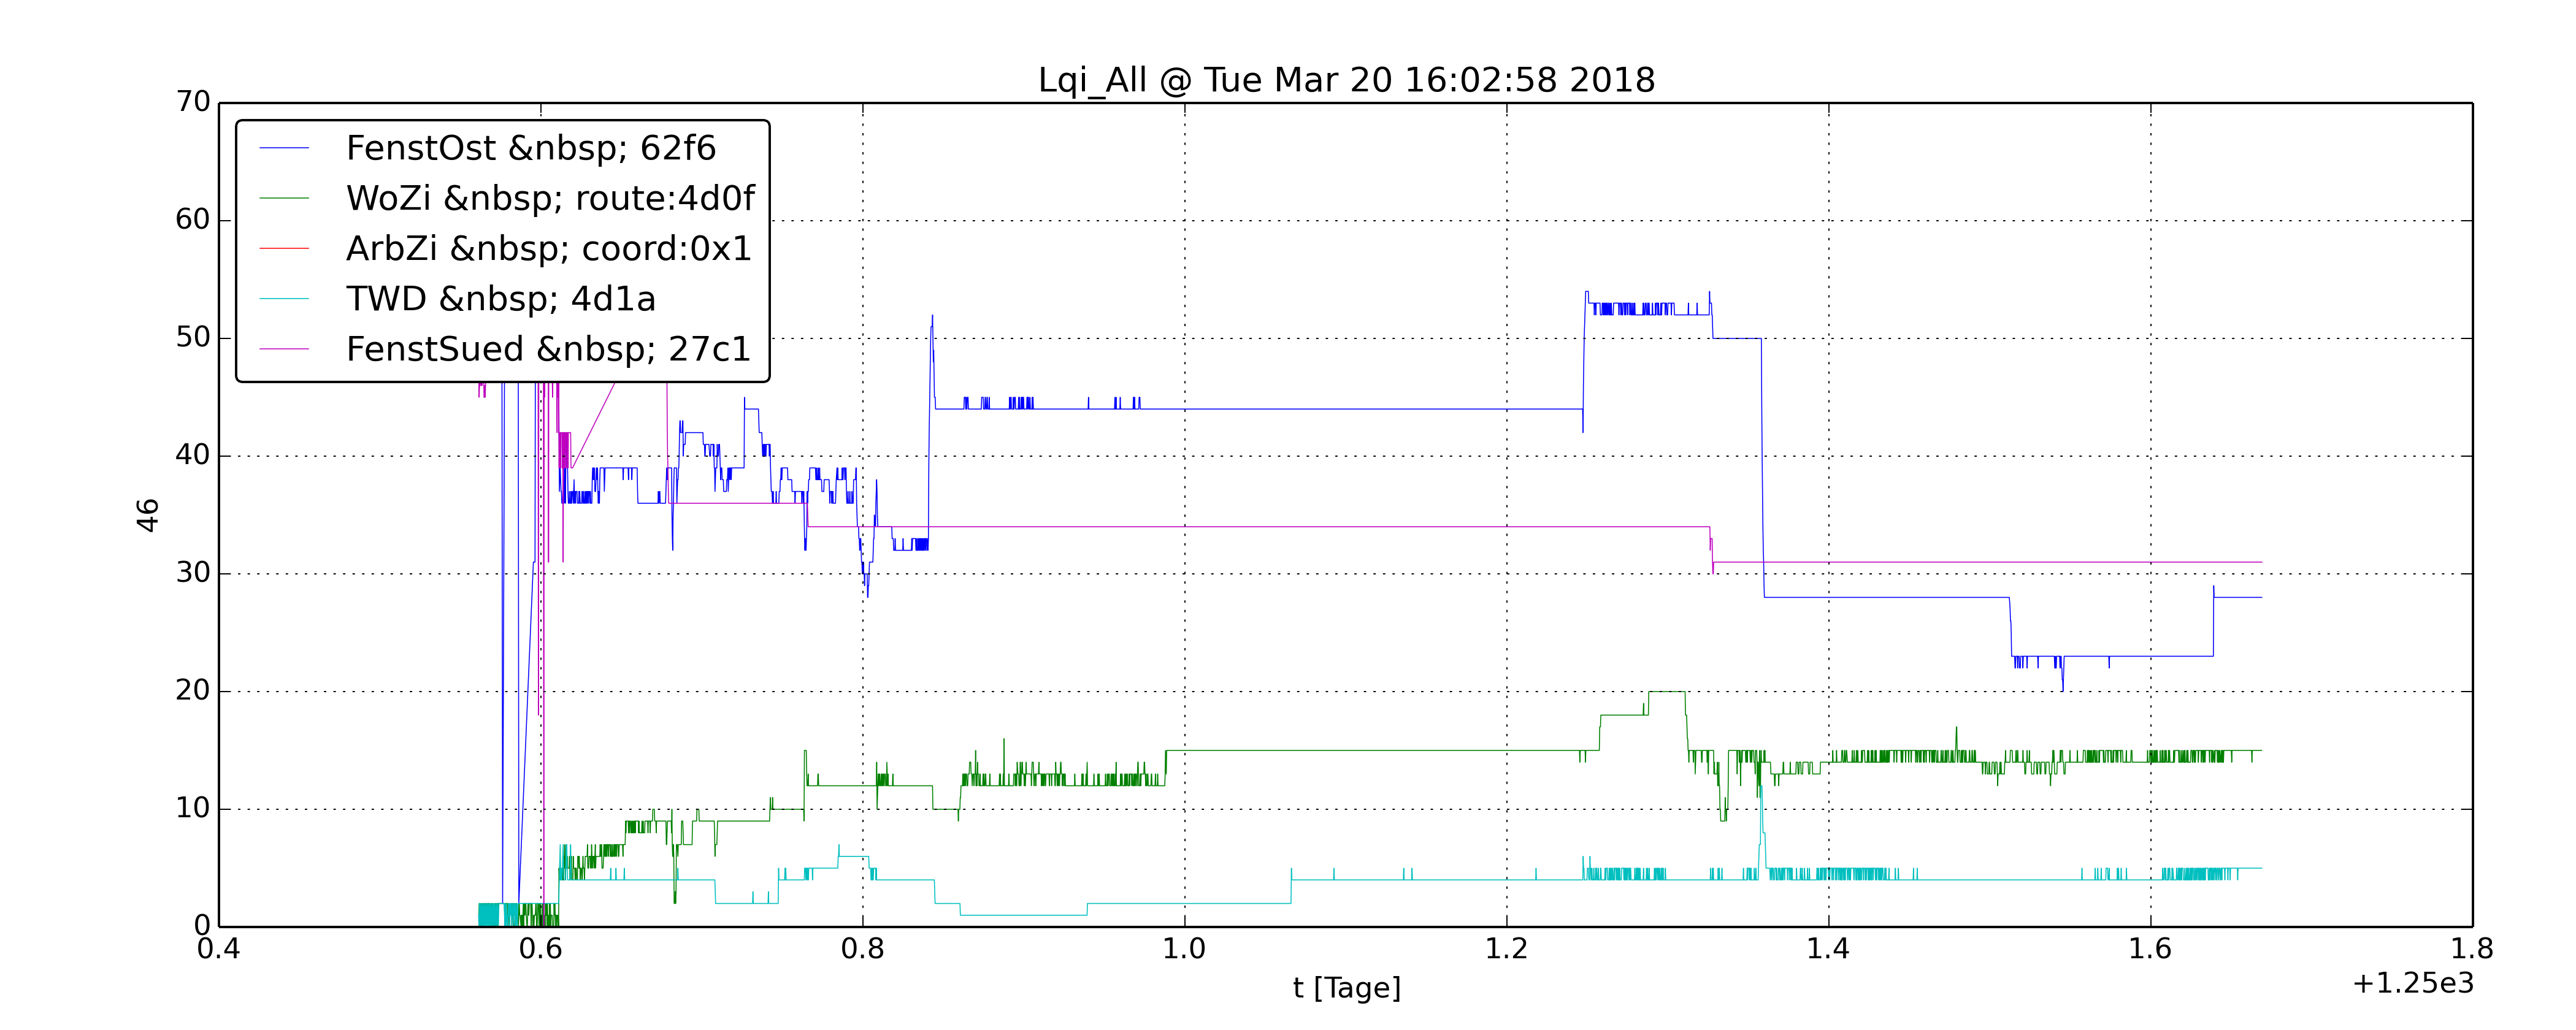 Lqi_All @ Tue Mar 20 16:02:58 2018
70
60
50
40
30
20
10
0
46
FenstOst &nbsp; 62f6
WoZi &nbsp; route:4d0f
ArbZi &nbsp; coord:0x1
TWD &nbsp; 4d1a
FenstSued &nbsp; 27c1
0.4 0.6 0.8 1.0 1.2 1.4 1.6 1.8
t [Tage]
+1.25e3